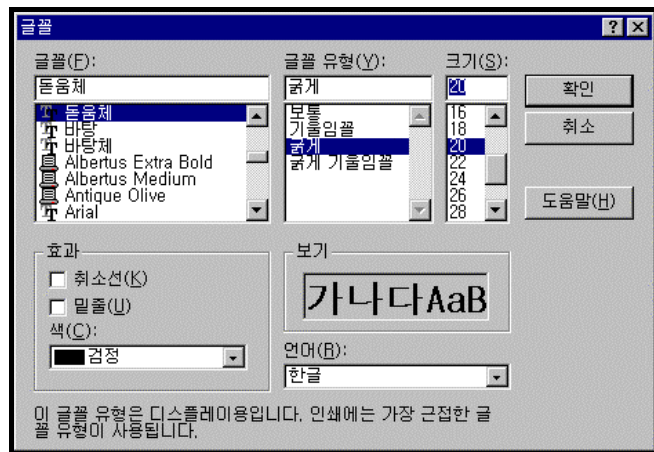 글꼴
글꼴(F):
돋움체
돋움체
바탕
바탕체
Albertus Extra Bold
Albertus Medium
Antique Olive
Arial
글꼴 유형(Y):
굵게
보통
기울임꼴
굵게
굵게 기울임꼴
크기(S):
20
16
18
20
22
24
26
28
확인
취소
도움말(H)
효과
취소선(K)
밑줄(U)
색(C):
검정
보기
가나다AaB
언어(R):
한글
이 글꼴 유형은 디스플레이용입니다. 인쇄에는 가장 근접한 글
꼴 유형이 사용됩니다.